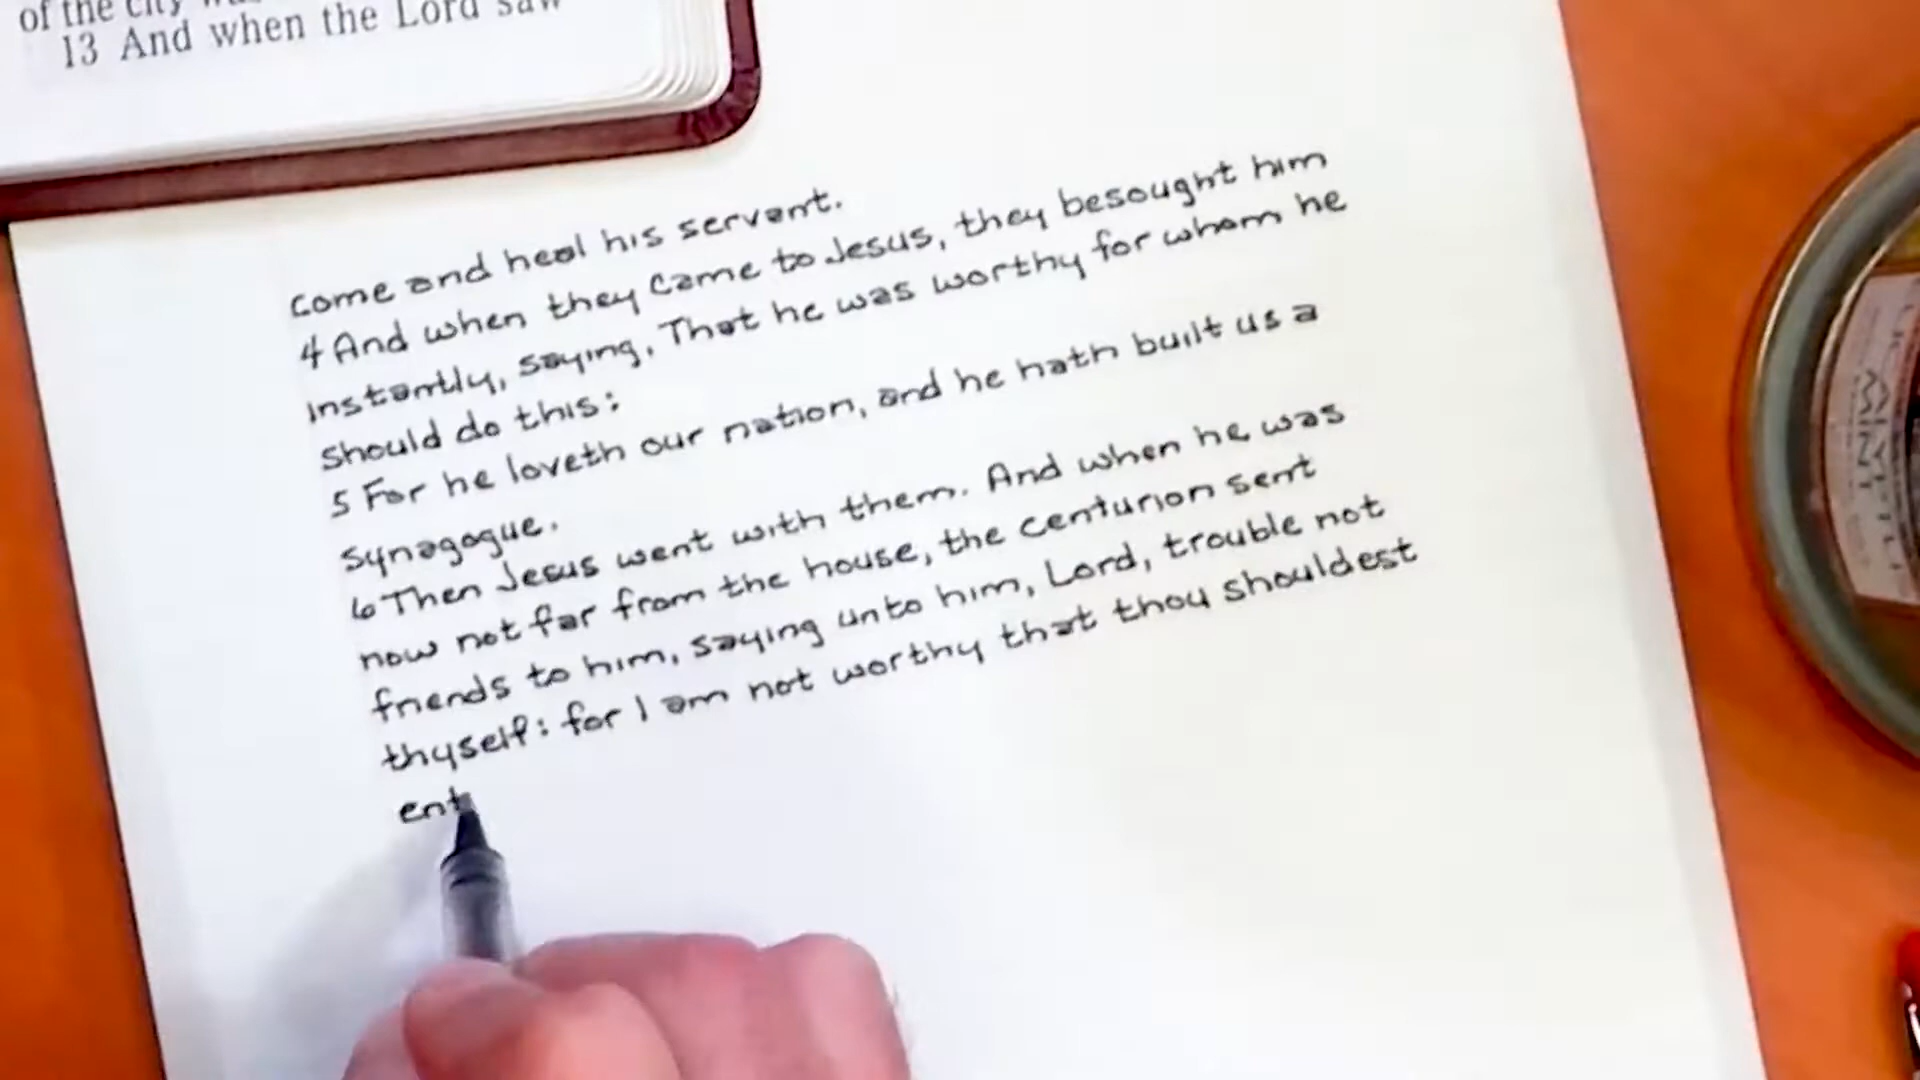 of the city
13 And when the Lord saw
come and heal his servant.
4 And when they came to Jesus, they besought him
instantly, saying, That he was worthy for whom he
should do this:
5 For he loveth our nation, and he hath built us a
synagogue.
6 Then Jesus went with them. And when he was
now not far from the house, the centurion sent
friends to him, saying unto him, Lord, trouble not
thyself: for I am not worthy that thou shouldest
ent